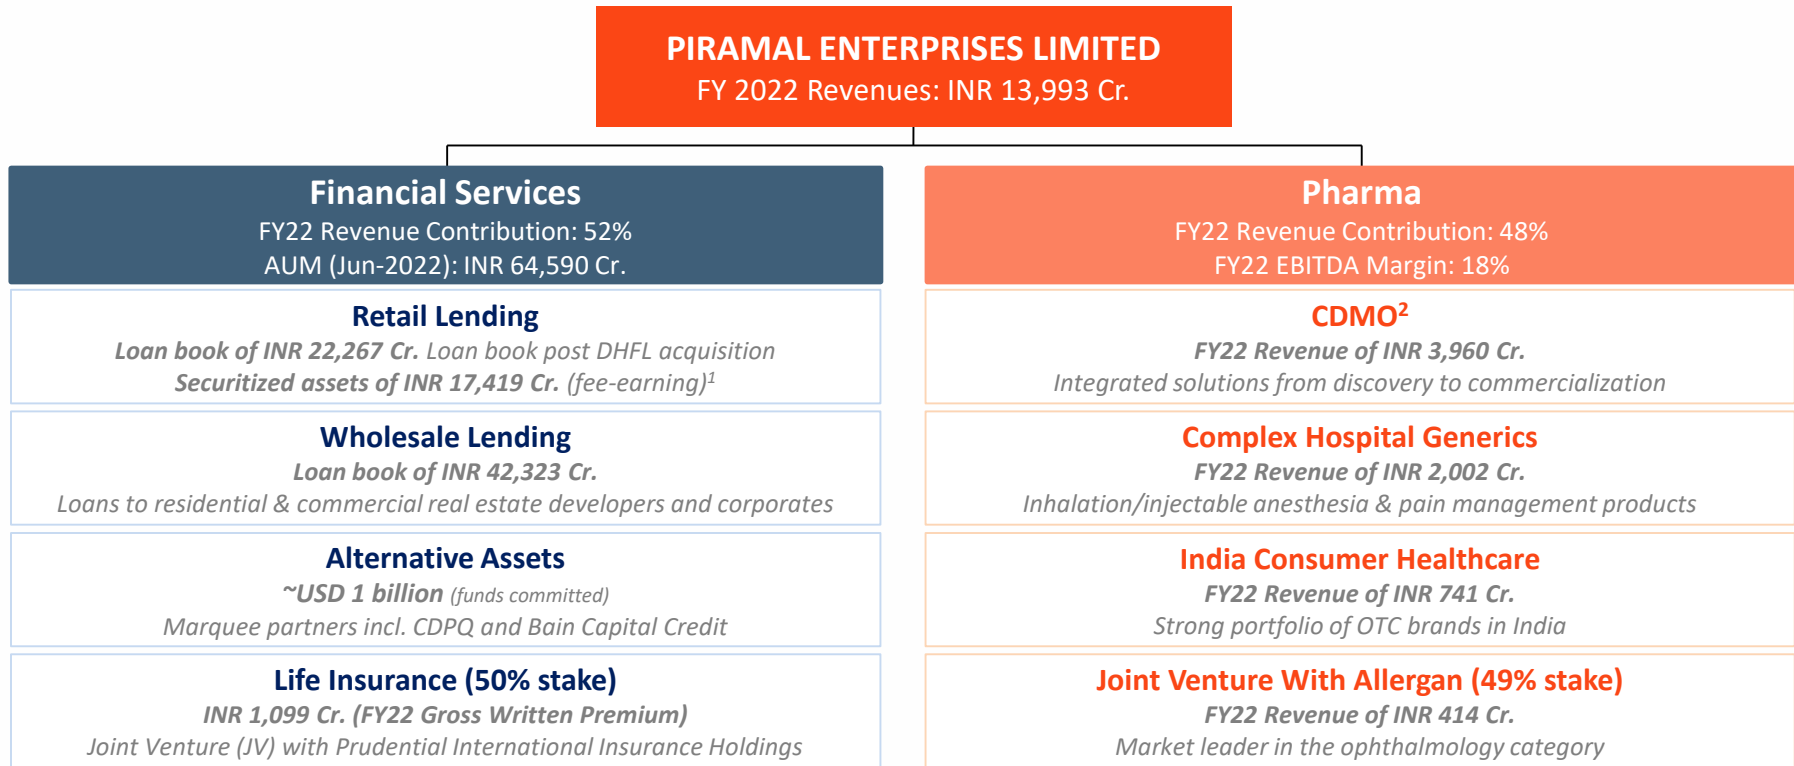 PIRAMAL ENTERPRISES LIMITED
FY 2022 Revenues: INR 13,993 Cr.
Financial Services
FY22 Revenue Contribution: 52%
AUM (Jun-2022): INR 64,590 Cr.
Retail Lending
Loan book of INR 22,267 Cr. Loan book post DHFL acquisition
Securitized assets of INR 17,419 Cr. (fee-earning)1
Wholesale Lending
Loan book of INR 42,323 Cr.
Loans to residential & commercial real estate developers and corporates
Alternative Assets
~USD 1 billion (funds committed)
Marquee partners incl. CDPQ and Bain Capital Credit
Life Insurance (50% stake)
INR 1,099 Cr. (FY22 Gross Written Premium)
Joint Venture (JV) with Prudential International Insurance Holdings
Pharma
FY22 Revenue Contribution: 48%
FY22 EBITDA Margin: 18%
CDMO2
FY22 Revenue of INR 3,960 Cr.
Integrated solutions from discovery to commercialization
Complex Hospital Generics
FY22 Revenue of INR 2,002 Cr.
Inhalation/injectable anesthesia & pain management products
India Consumer Healthcare
FY22 Revenue of INR 741 Cr.
Strong portfolio of OTC brands in India
Joint Venture With Allergan (49% stake)
FY22 Revenue of INR 414 Cr.
Market leader in the ophthalmology category